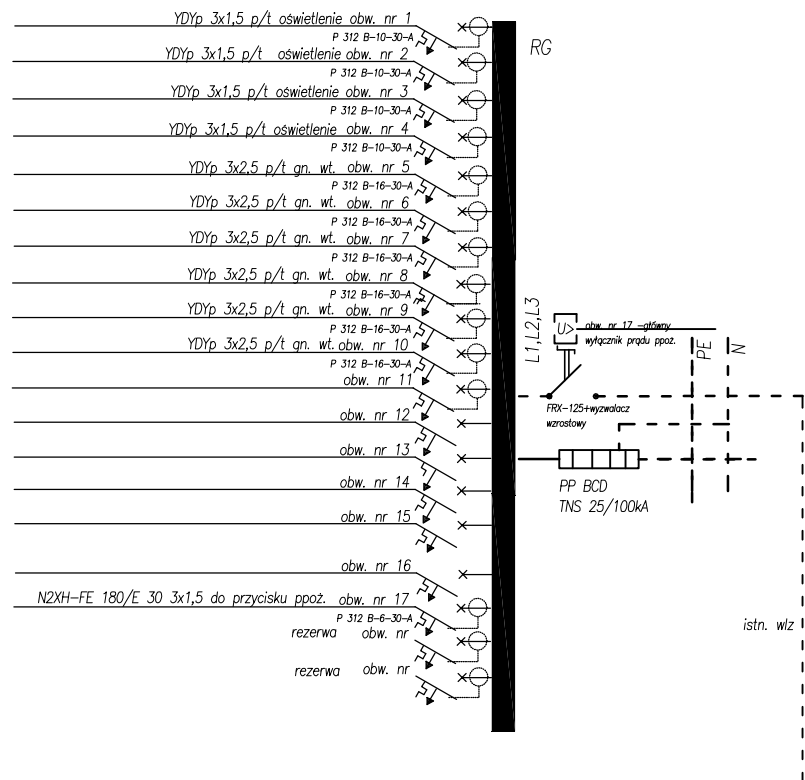 YDYp 3x1,5 p/t oświetlenie obw. nr 1
P 312 B-10-30-A
YDYp 3x1,5 p/t oświetlenie obw. nr 2
P 312 B-10-30-A
YDYp 3x1,5 p/t oświetlenie obw. nr 3
P 312 B-10-30-A
YDYp 3x1,5 p/t oświetlenie obw. nr 4
P 312 B-10-30-A
YDYp 3x2,5 p/t gn. wt. obw. nr 5
P 312 B-16-30-A
YDYp 3x2,5 p/t gn. wt. obw. nr 6
P 312 B-16-30-A
YDYp 3x2,5 p/t gn. wt. obw. nr 7
P 312 B-16-30-A
YDYp 3x2,5 p/t gn. wt. obw. nr 8
P 312 B-16-30-A
YDYp 3x2,5 p/t gn. wt. obw. nr 9
P 312 B-16-30-A
YDYp 3x2,5 p/t gn. wt. obw. nr 10
P 312 B-16-30-A
obw. nr 11
obw. nr 12
obw. nr 13
obw. nr 14
obw. nr 15
obw. nr 16
N2XH-FE 180/E 30 3x1,5 do przycisku ppoż. obw. nr 17
P 312 B-6-30-A
rezerwa obw. nr
rezerwa obw. nr
RG
L1,L2,L3
U>
obw. nr 17 -główny
wyłącznik prądu ppoż.
PE
N
FRX-125+wyzwalacz
wzrostowy
PP BCD
TNS 25/100kA
istn. wlz